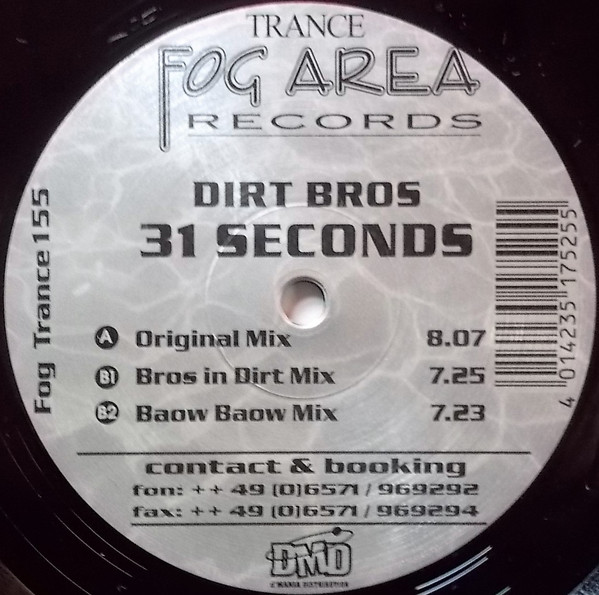 TRANCE
FOG AREA
RECORDS
DIRT BROS
31 SECONDS
Fog Trance 155
A Original Mix 8.07
B1 Bros in Dirt Mix 7.25
B2 Baow Baow Mix 7.23
4 014235 175255
contact & booking
fon: ++ 49 (0)6571 / 969292
fax: ++ 49 (0)6571 / 969294
DMD